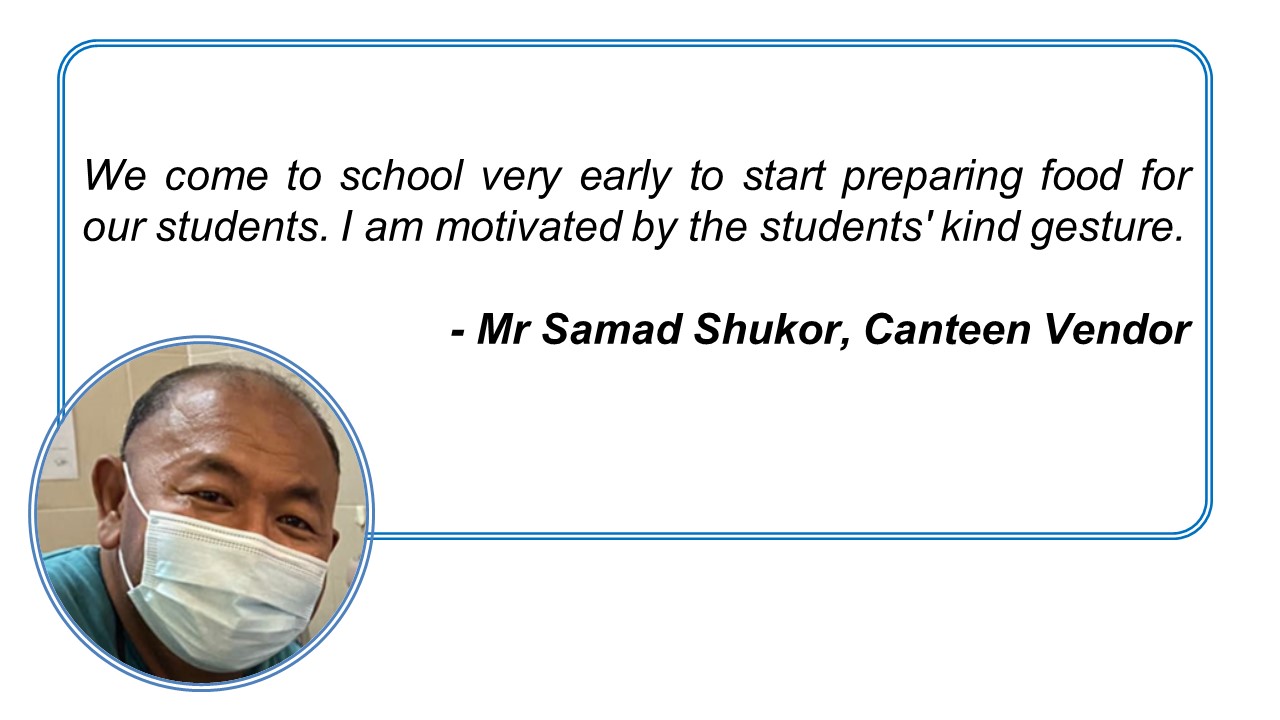 We come to school very early to start preparing food for
our students. I am motivated by the students' kind gesture.
- Mr Samad Shukor, Canteen Vendor